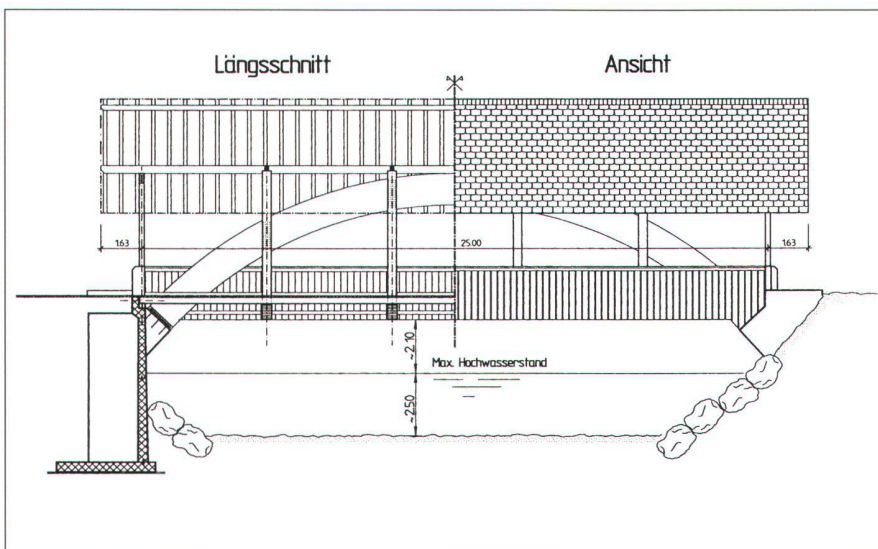 Längsschnitt
Ansicht
1.63
25.00
1.63
~2.10
Max. Hochwasserstand
~2.50